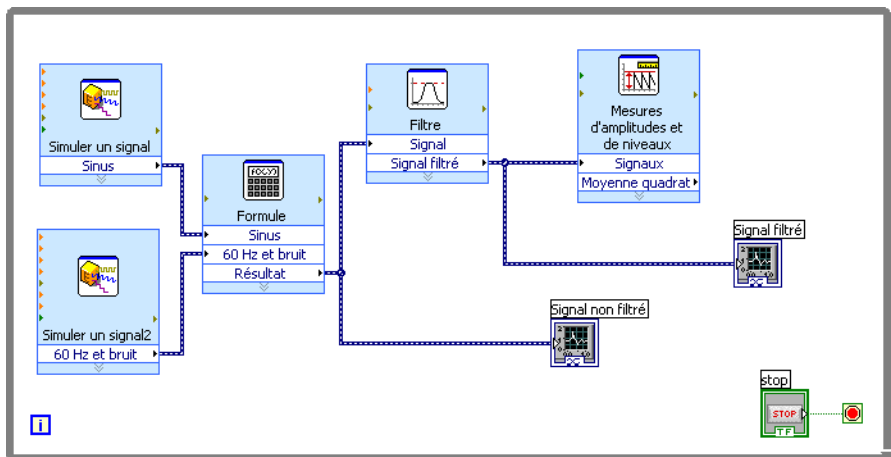 Simuler un signal
Sinus
Simuler un signal2
60 Hz et bruit
f(x,y)
Formule
Sinus
60 Hz et bruit
Résultat
Filtre
Signal
Signal filtré
Mesures
d'amplitudes et
de niveaux
Signaux
Moyenne quadrat
Signal filtré
Signal non filtré
stop
STOP
TF
i